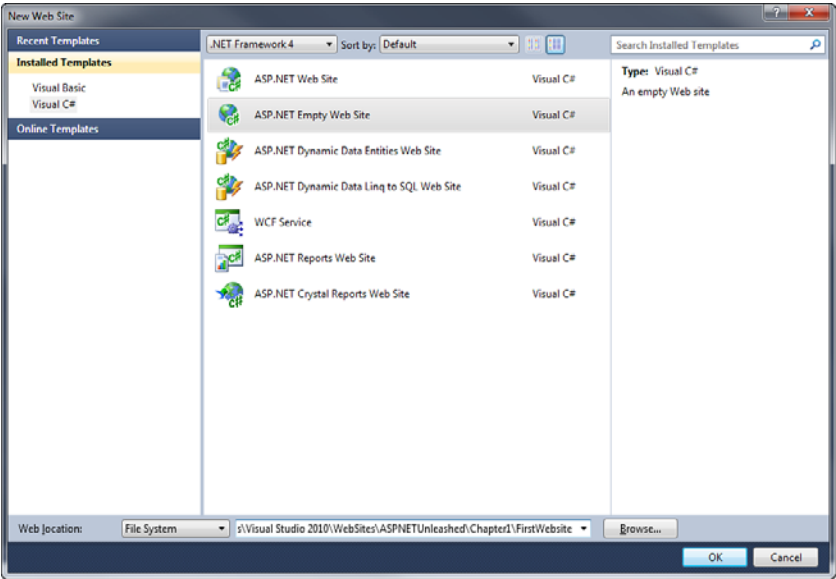 New Web Site
Recent Templates
Installed Templates
Visual Basic
Visual C#
Online Templates
.NET Framework 4 Sort by: Default
ASP.NET Web Site Visual C#
ASP.NET Empty Web Site Visual C#
ASP.NET Dynamic Data Entities Web Site Visual C#
ASP.NET Dynamic Data Linq to SQL Web Site Visual C#
WCF Service Visual C#
ASP.NET Reports Web Site Visual C#
ASP.NET Crystal Reports Web Site Visual C#
Search Installed Templates
Type: Visual C#
An empty Web site
Web location: File System s\Visual Studio 2010\WebSites\ASPNETUnleashed\Chapter1\FirstWebsite Browse...
OK Cancel